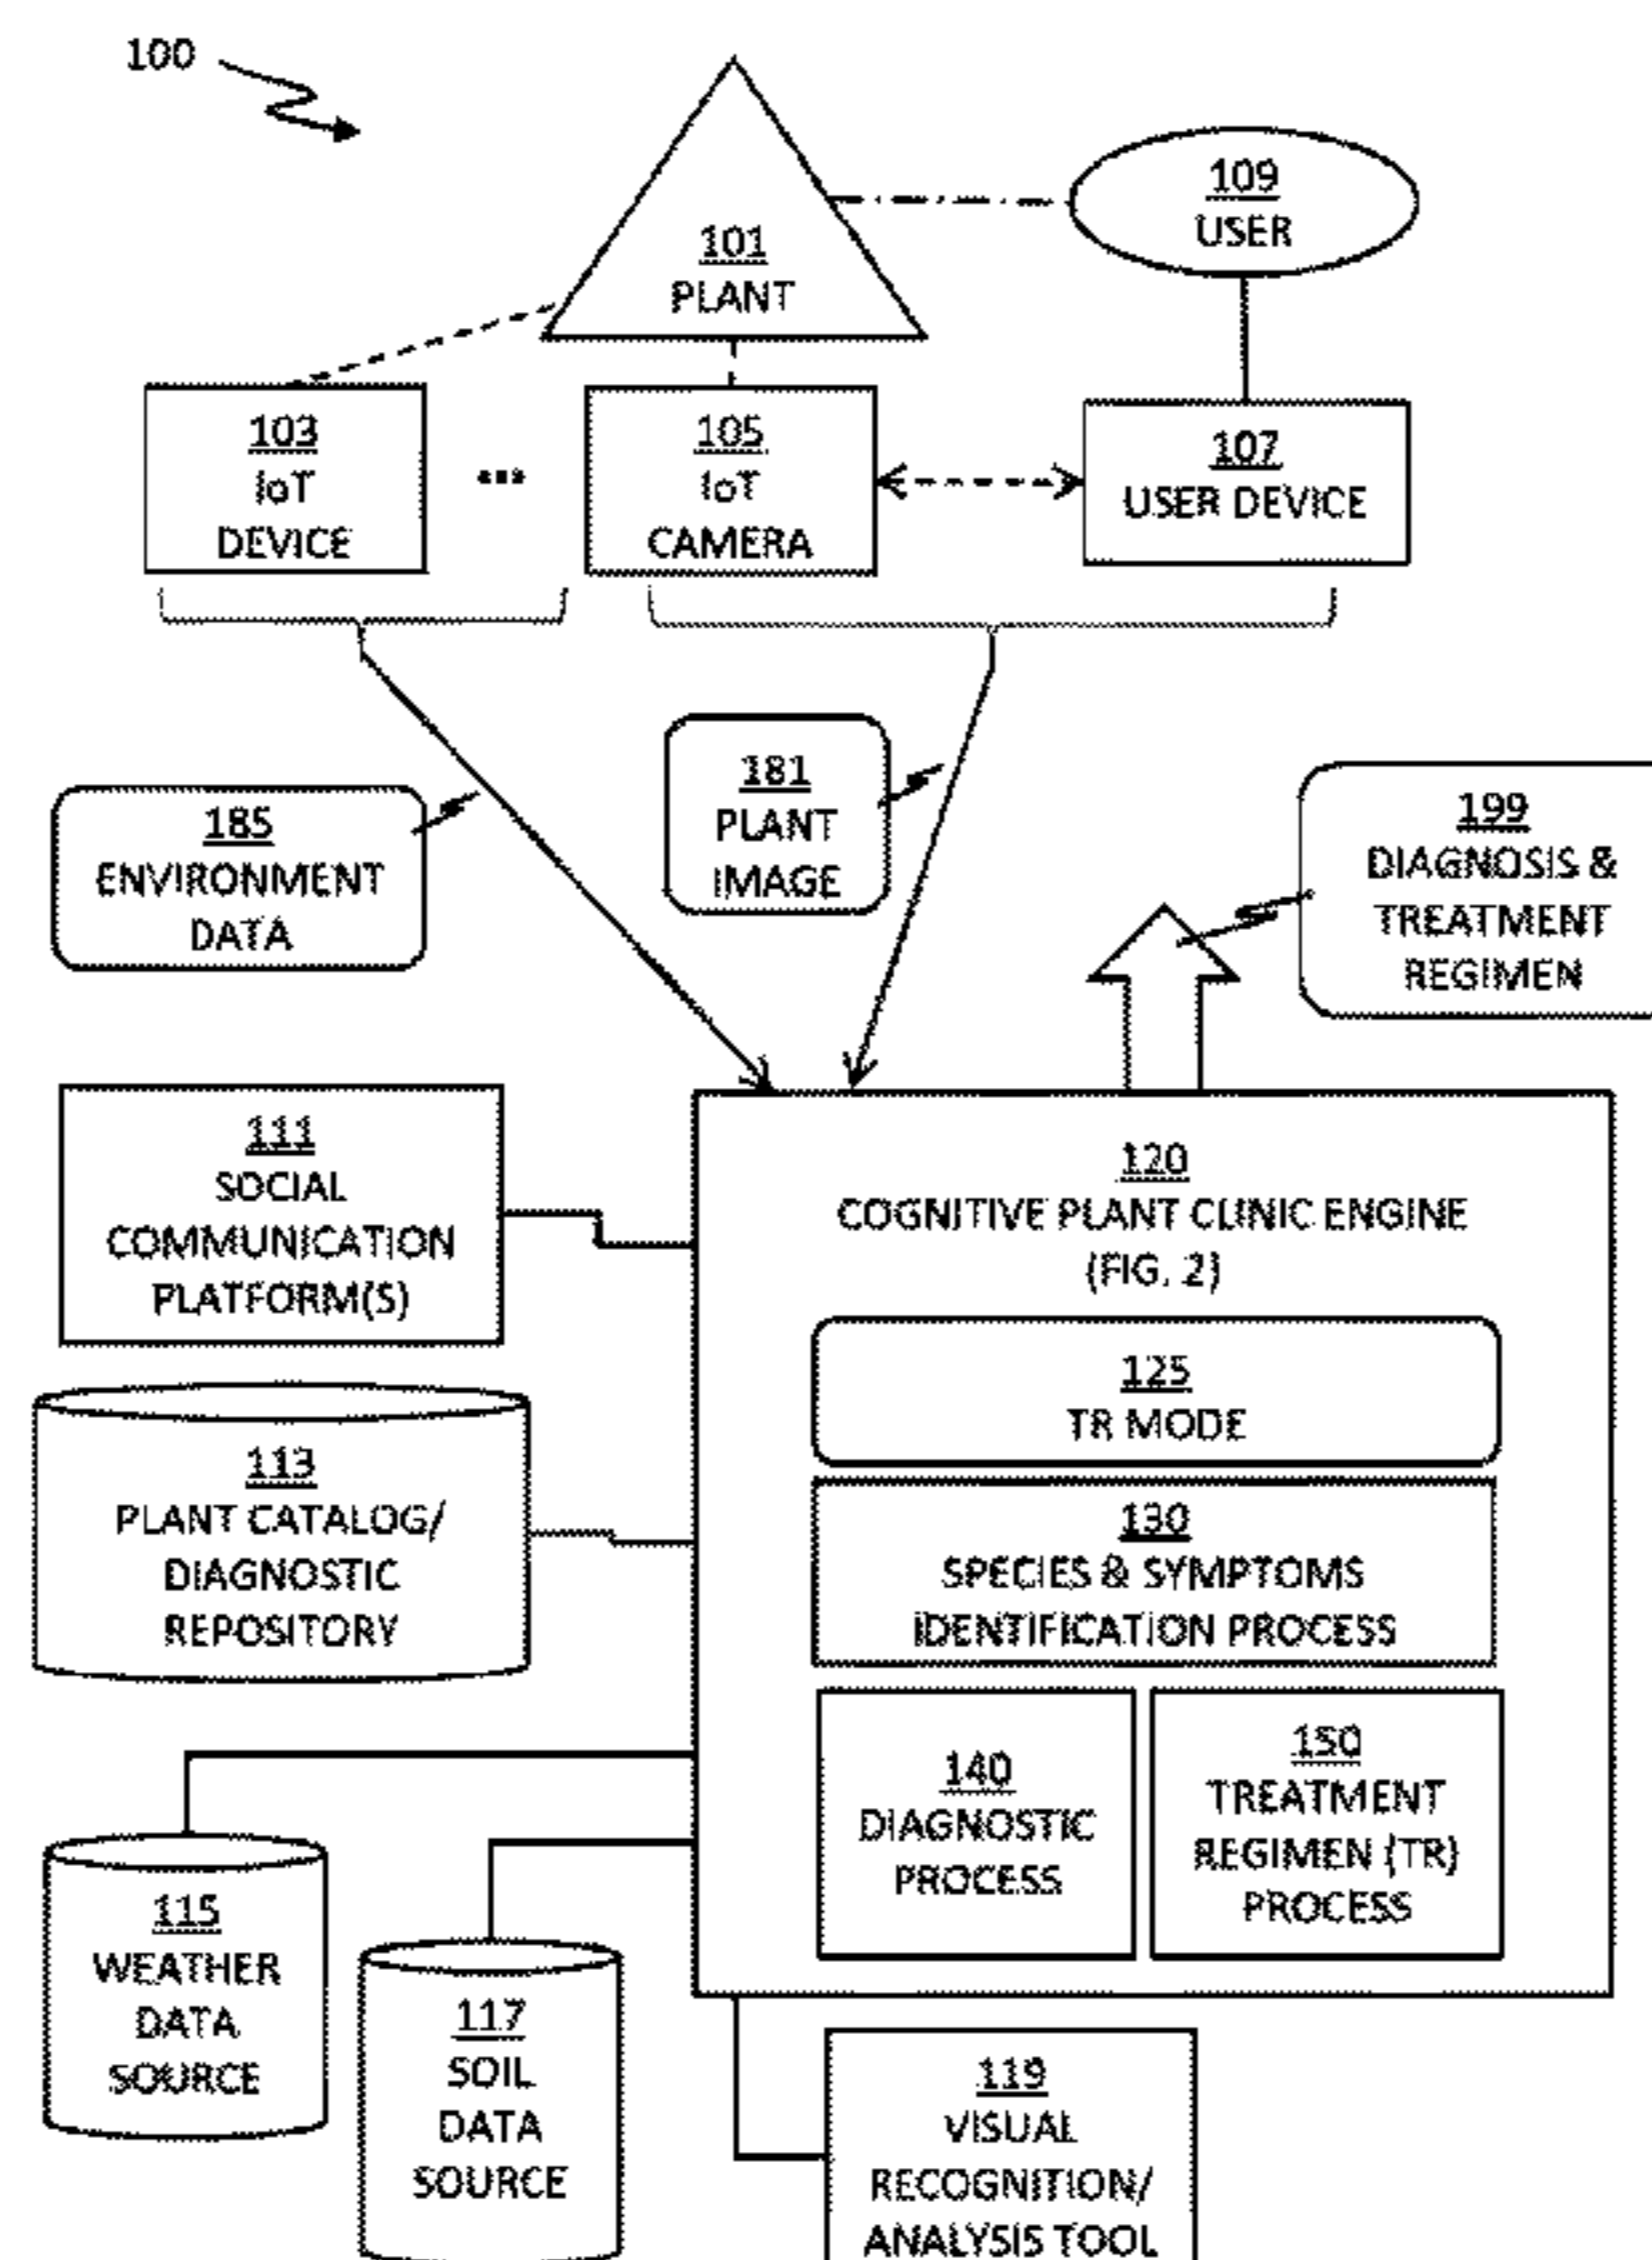 100
109
USER
101
PLANT
103
IoT
DEVICE
...
105
IoT
CAMERA
107
USER DEVICE
185
ENVIRONMENT
DATA
181
PLANT
IMAGE
199
DIAGNOSIS &
TREATMENT
REGIMEN
111
SOCIAL
COMMUNICATION
PLATFORM(S)
113
PLANT CATALOG/
DIAGNOSTIC
REPOSITORY
115
WEATHER
DATA
SOURCE
117
SOIL
DATA
SOURCE
120
COGNITIVE PLANT CLINIC ENGINE
(FIG. 2)
125
TR MODE
130
SPECIES & SYMPTOMS
IDENTIFICATION PROCESS
140
DIAGNOSTIC
PROCESS
150
TREATMENT
REGIMEN (TR)
PROCESS
119
VISUAL
RECOGNITION/
ANALYSIS TOOL